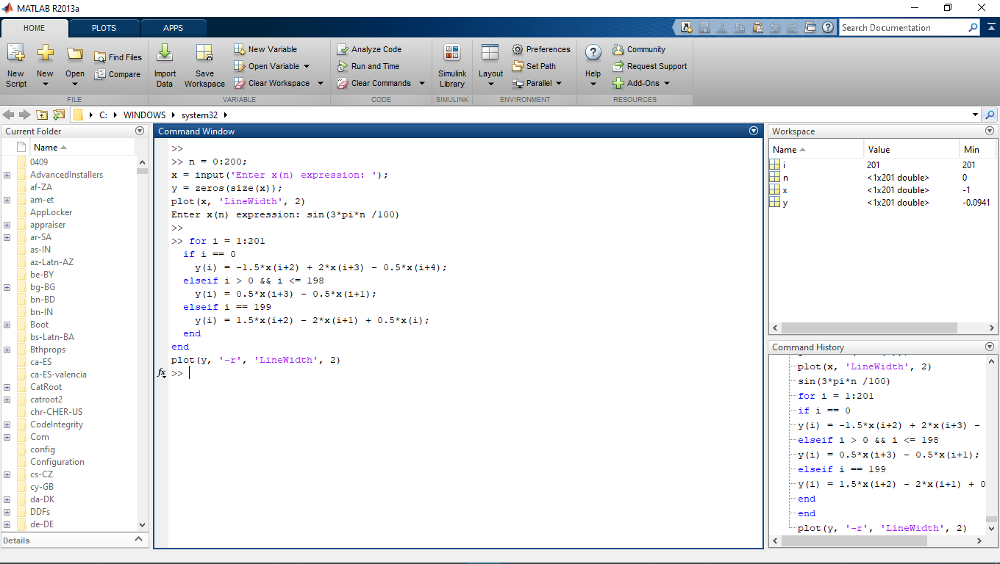 MATLAB R2013a
HOME PLOTS APPS
Search Documentation
New Script
New
Open
Find Files
Compare
FILE
Import Data
Save Workspace
New Variable
Open Variable
Clear Workspace
VARIABLE
Analyze Code
Run and Time
Clear Commands
CODE
Simulink Library
SIMULINK
Layout
Preferences
Set Path
Parallel
ENVIRONMENT
Help
Community
Request Support
Add-Ons
RESOURCES
C: WINDOWS system32
Current Folder
Name
0409
AdvancedInstallers
af-ZA
am-et
AppLocker
appraiser
ar-SA
as-IN
az-Latn-AZ
be-BY
bg-BG
bn-BD
bn-IN
Boot
bs-Latn-BA
Bthprops
ca-ES
ca-ES-valencia
CatRoot
catroot2
chr-CHER-US
CodeIntegrity
Com
config
Configuration
cs-CZ
cy-GB
da-DK
DDFs
de-DE
Details
Command Window
>>
>> n = 0:200;
x = input('Enter x(n) expression: ');
y = zeros(size(x));
plot(x, 'LineWidth', 2)
Enter x(n) expression: sin(3*pi*n /100)
>>
>> for i = 1:201
if i == 0
y(i) = -1.5*x(i+2) + 2*x(i+3) - 0.5*x(i+4);
elseif i > 0 && i <= 198
y(i) = 0.5*x(i+3) - 0.5*x(i+1);
elseif i == 199
y(i) = 1.5*x(i+2) - 2*x(i+1) + 0.5*x(i);
end
end
plot(y, '-r', 'LineWidth', 2)
fx >>
Workspace
Name Value Min
i 201 201
n <1x201 double> 0
x <1x201 double> -1
y <1x201 double> -0.0941
Command History
plot(x, 'LineWidth', 2)
sin(3*pi*n /100)
for i = 1:201
if i == 0
y(i) = -1.5*x(i+2) + 2*x(i+3) -
elseif i > 0 && i <= 198
y(i) = 0.5*x(i+3) - 0.5*x(i+1);
elseif i == 199
y(i) = 1.5*x(i+2) - 2*x(i+1) + 0
end
end
plot(y, '-r', 'LineWidth', 2)